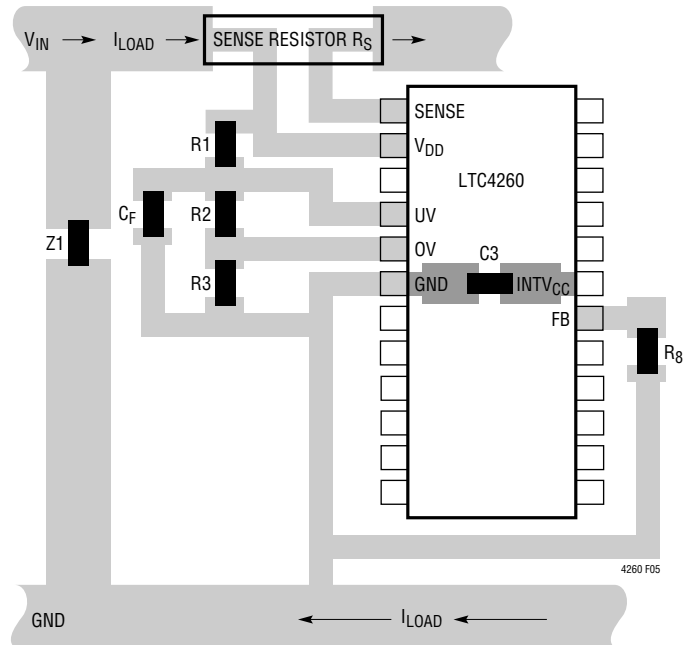 VIN ILOAD SENSE RESISTOR RS
SENSE
R1
VDD
LTC4260
CF
R2
UV
Z1
OV
C3
R3
GND
INTVCC
FB
R8
4260 F05
GND
ILOAD